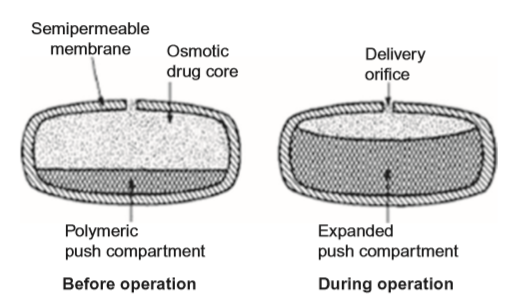 Semipermeable
membrane
Osmotic
drug core
Delivery
orifice
Polymeric
push compartment
Expanded
push compartment
Before operation
During operation